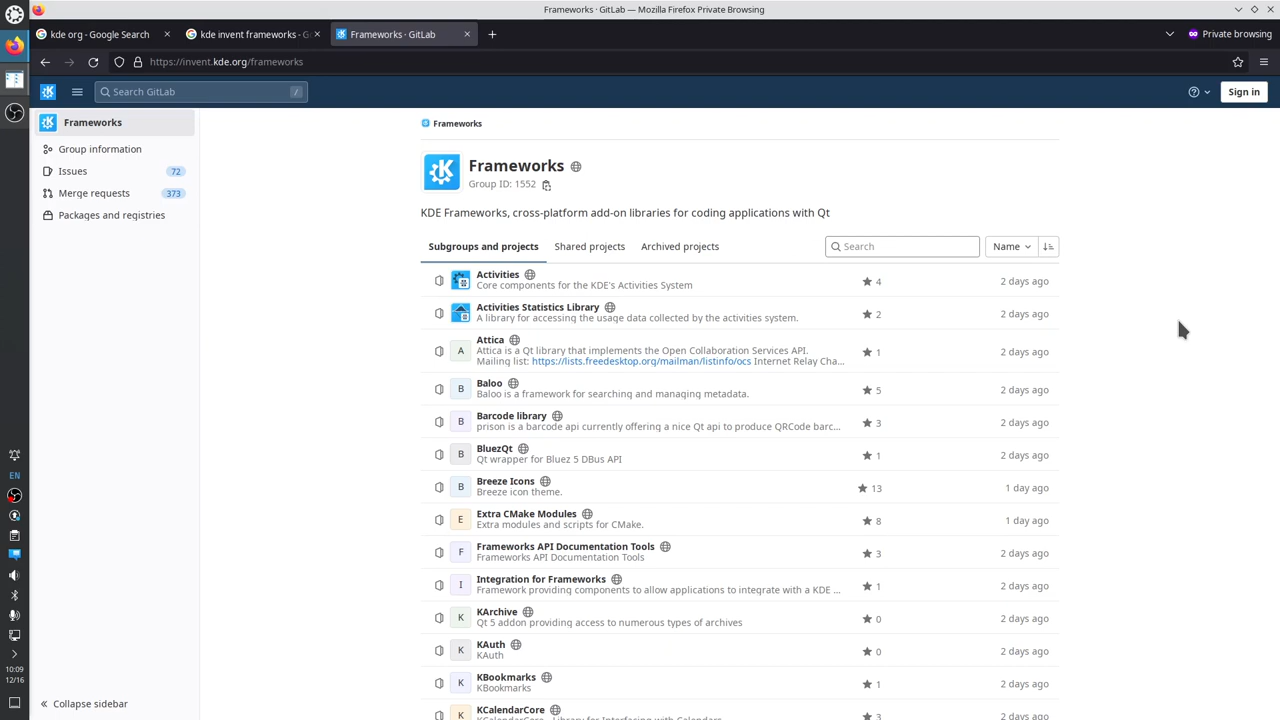 Frameworks · GitLab — Mozilla Firefox Private Browsing
kde org - Google Search
kde invent frameworks - G
Frameworks · GitLab
Private browsing
https://invent.kde.org/frameworks
Search GitLab
/
Sign in
Frameworks
Group information
Issues 72
Merge requests 373
Packages and registries
Collapse sidebar
Frameworks
Frameworks
Group ID: 1552
KDE Frameworks, cross-platform add-on libraries for coding applications with Qt
Subgroups and projects Shared projects Archived projects
Search
Name
Activities
Core components for the KDE's Activities System
4 2 days ago
Activities Statistics Library
A library for accessing the usage data collected by the activities system.
2 2 days ago
A
Attica
Attica is a Qt library that implements the Open Collaboration Services API.
Mailing list: https://lists.freedesktop.org/mailman/listinfo/ocs Internet Relay Cha...
1 2 days ago
B
Baloo
Baloo is a framework for searching and managing metadata.
5 2 days ago
B
Barcode library
prison is a barcode api currently offering a nice Qt api to produce QRCode barc...
3 2 days ago
B
BluezQt
Qt wrapper for Bluez 5 DBus API
1 2 days ago
B
Breeze Icons
Breeze icon theme.
13 1 day ago
E
Extra CMake Modules
Extra modules and scripts for CMake.
8 1 day ago
F
Frameworks API Documentation Tools
Frameworks API Documentation Tools
3 2 days ago
I
Integration for Frameworks
Framework providing components to allow applications to integrate with a KDE ...
1 2 days ago
K
KArchive
Qt 5 addon providing access to numerous types of archives
0 2 days ago
K
KAuth
KAuth
0 2 days ago
K
KBookmarks
KBookmarks
1 2 days ago
K
KCalendarCore
KCalendarCore - Library for Interfacing with Calendars
3 2 days ago
EN
10:09
12/16